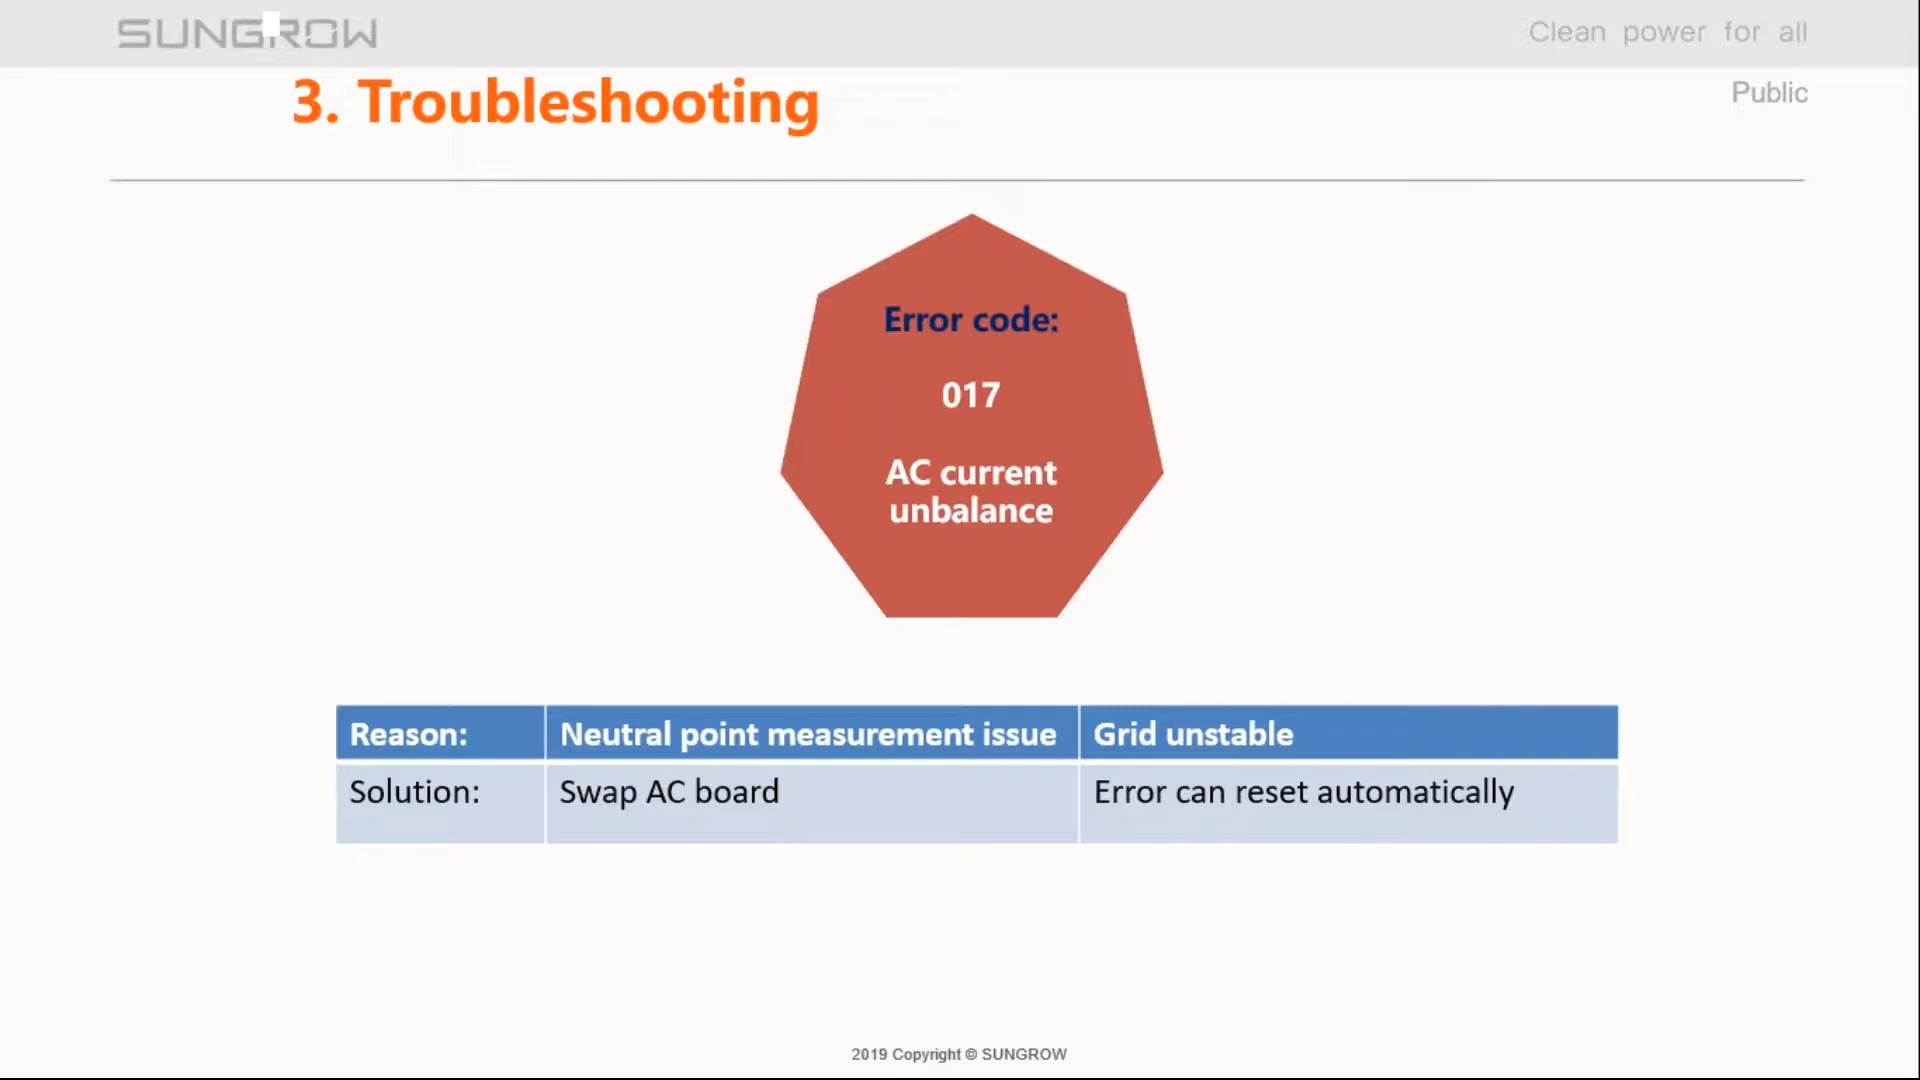 SUNGROW
Clean power for all
3. Troubleshooting
Public
Error code:
017
AC current
unbalance
Reason: Neutral point measurement issue Grid unstable
Solution: Swap AC board Error can reset automatically
2019 Copyright © SUNGROW